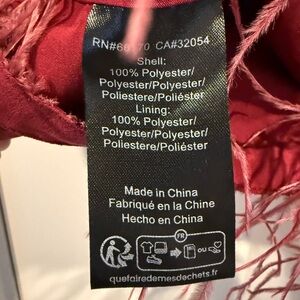 CA#32054
Shell:
100% Polyester/
Polyester/Polyester/
Poliestere/Poliéster
Lining:
100% Polyester/
Polyester/Polyester/
Poliestere/Poliéster
Made in China
Fabriqué en la Chine
Hecho en China
FR
OU
quefairedemesdechets.fr